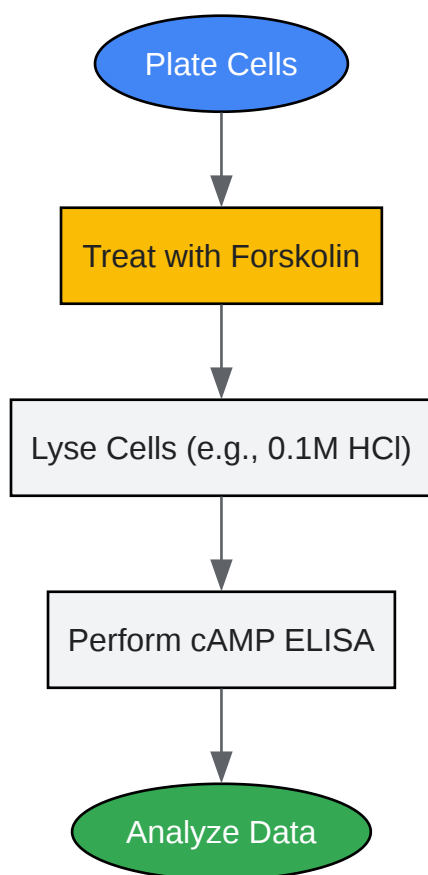 Plate Cells
Treat with Forskolin
Lyse Cells (e.g., 0.1M HCl)
Perform cAMP ELISA
Analyze Data